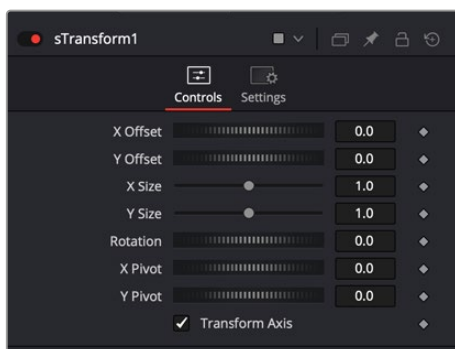 sTransform1
Controls Settings
X Offset 0.0
Y Offset 0.0
X Size 1.0
Y Size 1.0
Rotation 0.0
X Pivot 0.0
Y Pivot 0.0
Transform Axis